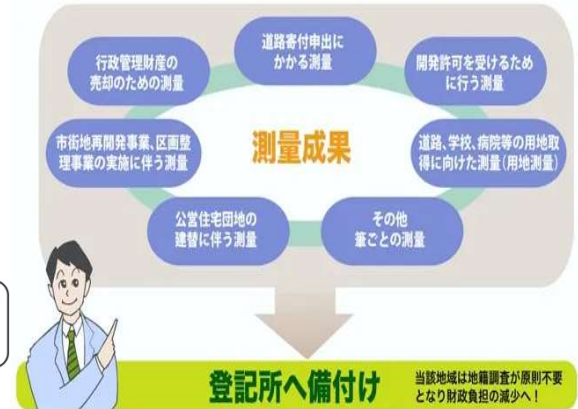 道路寄付申出に
かかる測量
行政管理財産の
売却のための測量
開発許可を受けるため
に行う測量
市街地再開発事業、区画整
理事業の実施に伴う測量
測量成果
道路、学校、病院等の用地取
得に向けた測量(用地測量)
公営住宅団地の
建替に伴う測量
その他
筆ごとの測量
登記所へ備付け
当該地域は地籍調査が原則不要
となり財政負担の減少へ!